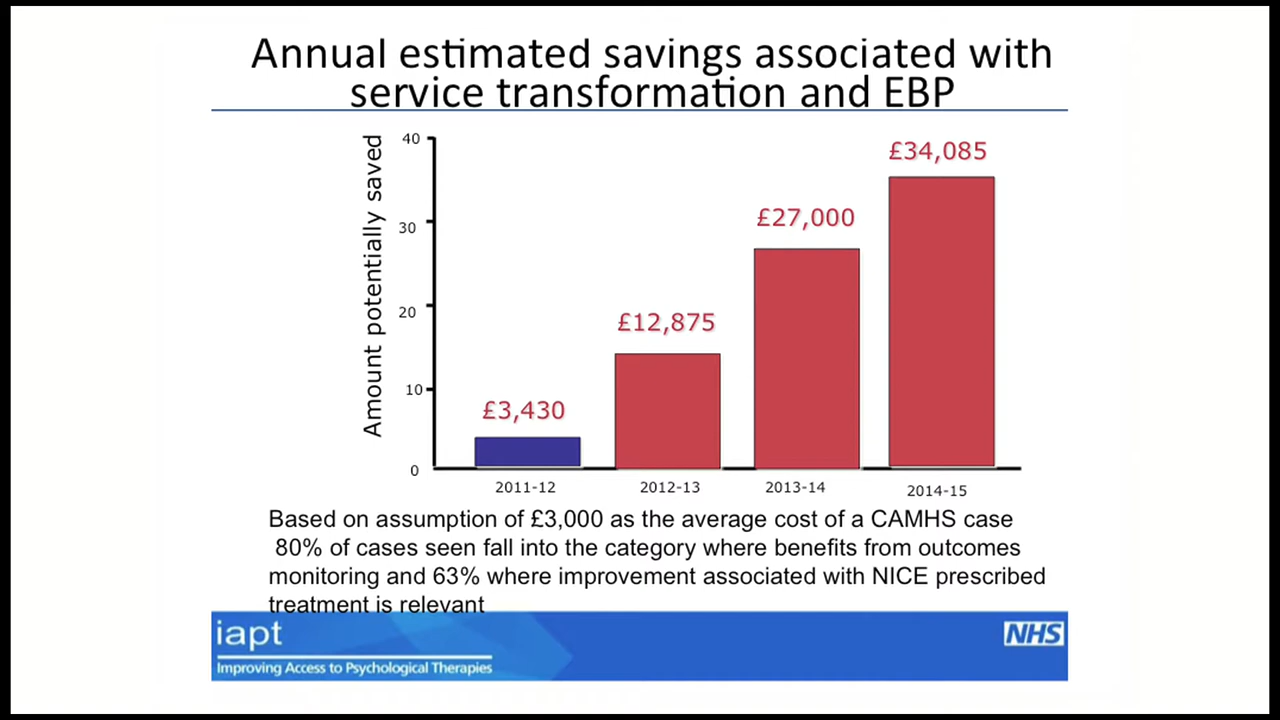 Annual estimated savings associated with
service transformation and EBP
Amount potentially saved
40
30
20
10
0
£3,430
£12,875
£27,000
£34,085
2011-12
2012-13
2013-14
2014-15
Based on assumption of £3,000 as the average cost of a CAMHS case
80% of cases seen fall into the category where benefits from outcomes
monitoring and 63% where improvement associated with NICE prescribed
treatment is relevant
iapt
Improving Access to Psychological Therapies
NHS